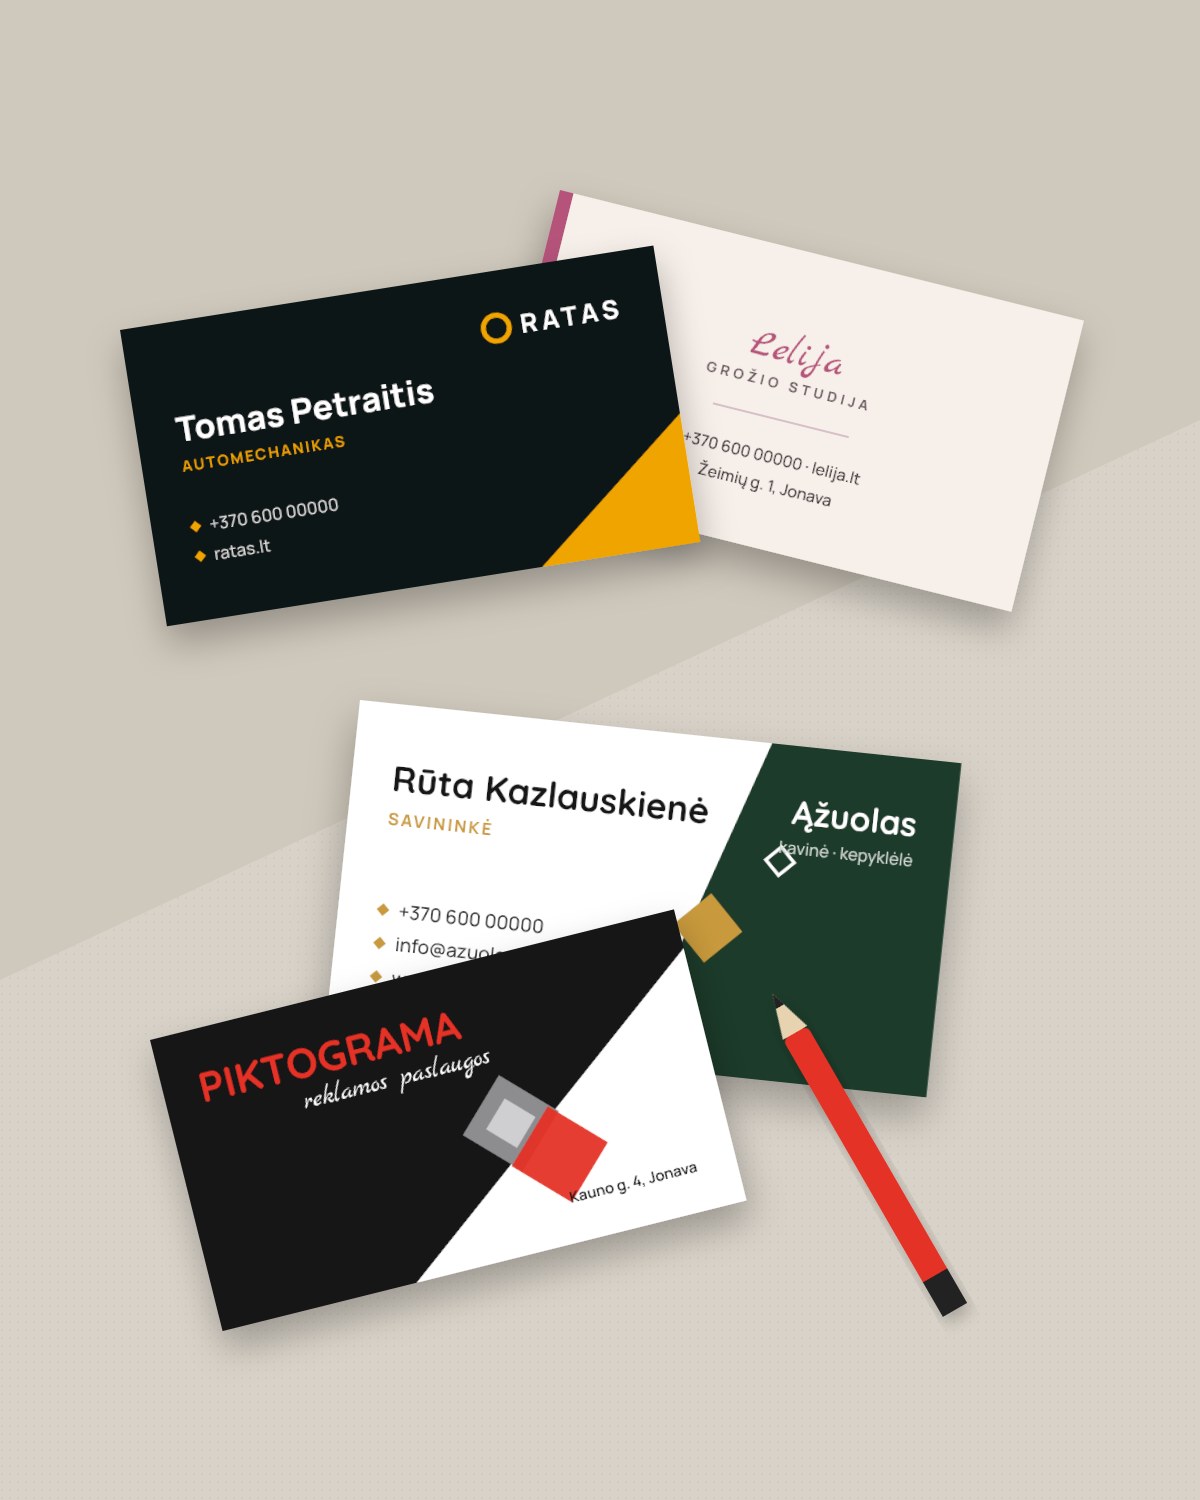 RATAS
Tomas Petraitis
AUTOMECHANIKAS
+370 600 00000
ratas.lt
Lelija
GROŽIO STUDIJA
+370 600 00000 · lelija.lt
Žeimių g. 1, Jonava
Rūta Kazlauskienė
SAVININKĖ
+370 600 00000
Ąžuolas
kavinė · kepyklėlė
PIKTOGRAMA
reklamos paslaugos
Kauno g. 4, Jonava